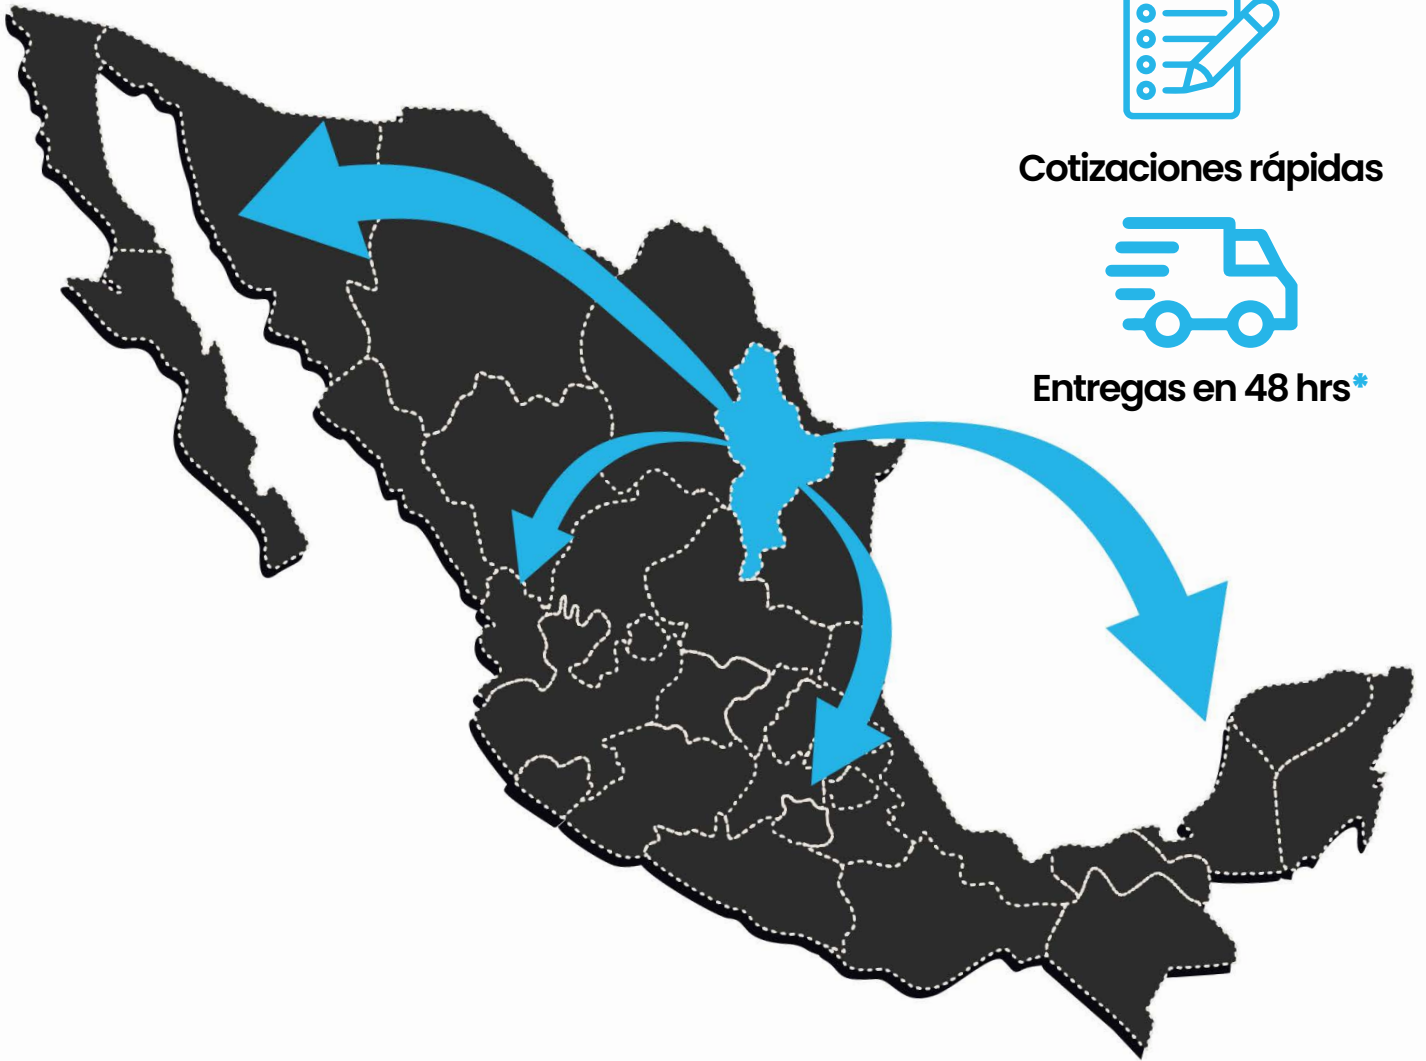 Cotizaciones rápidas
Entregas en 48 hrs*